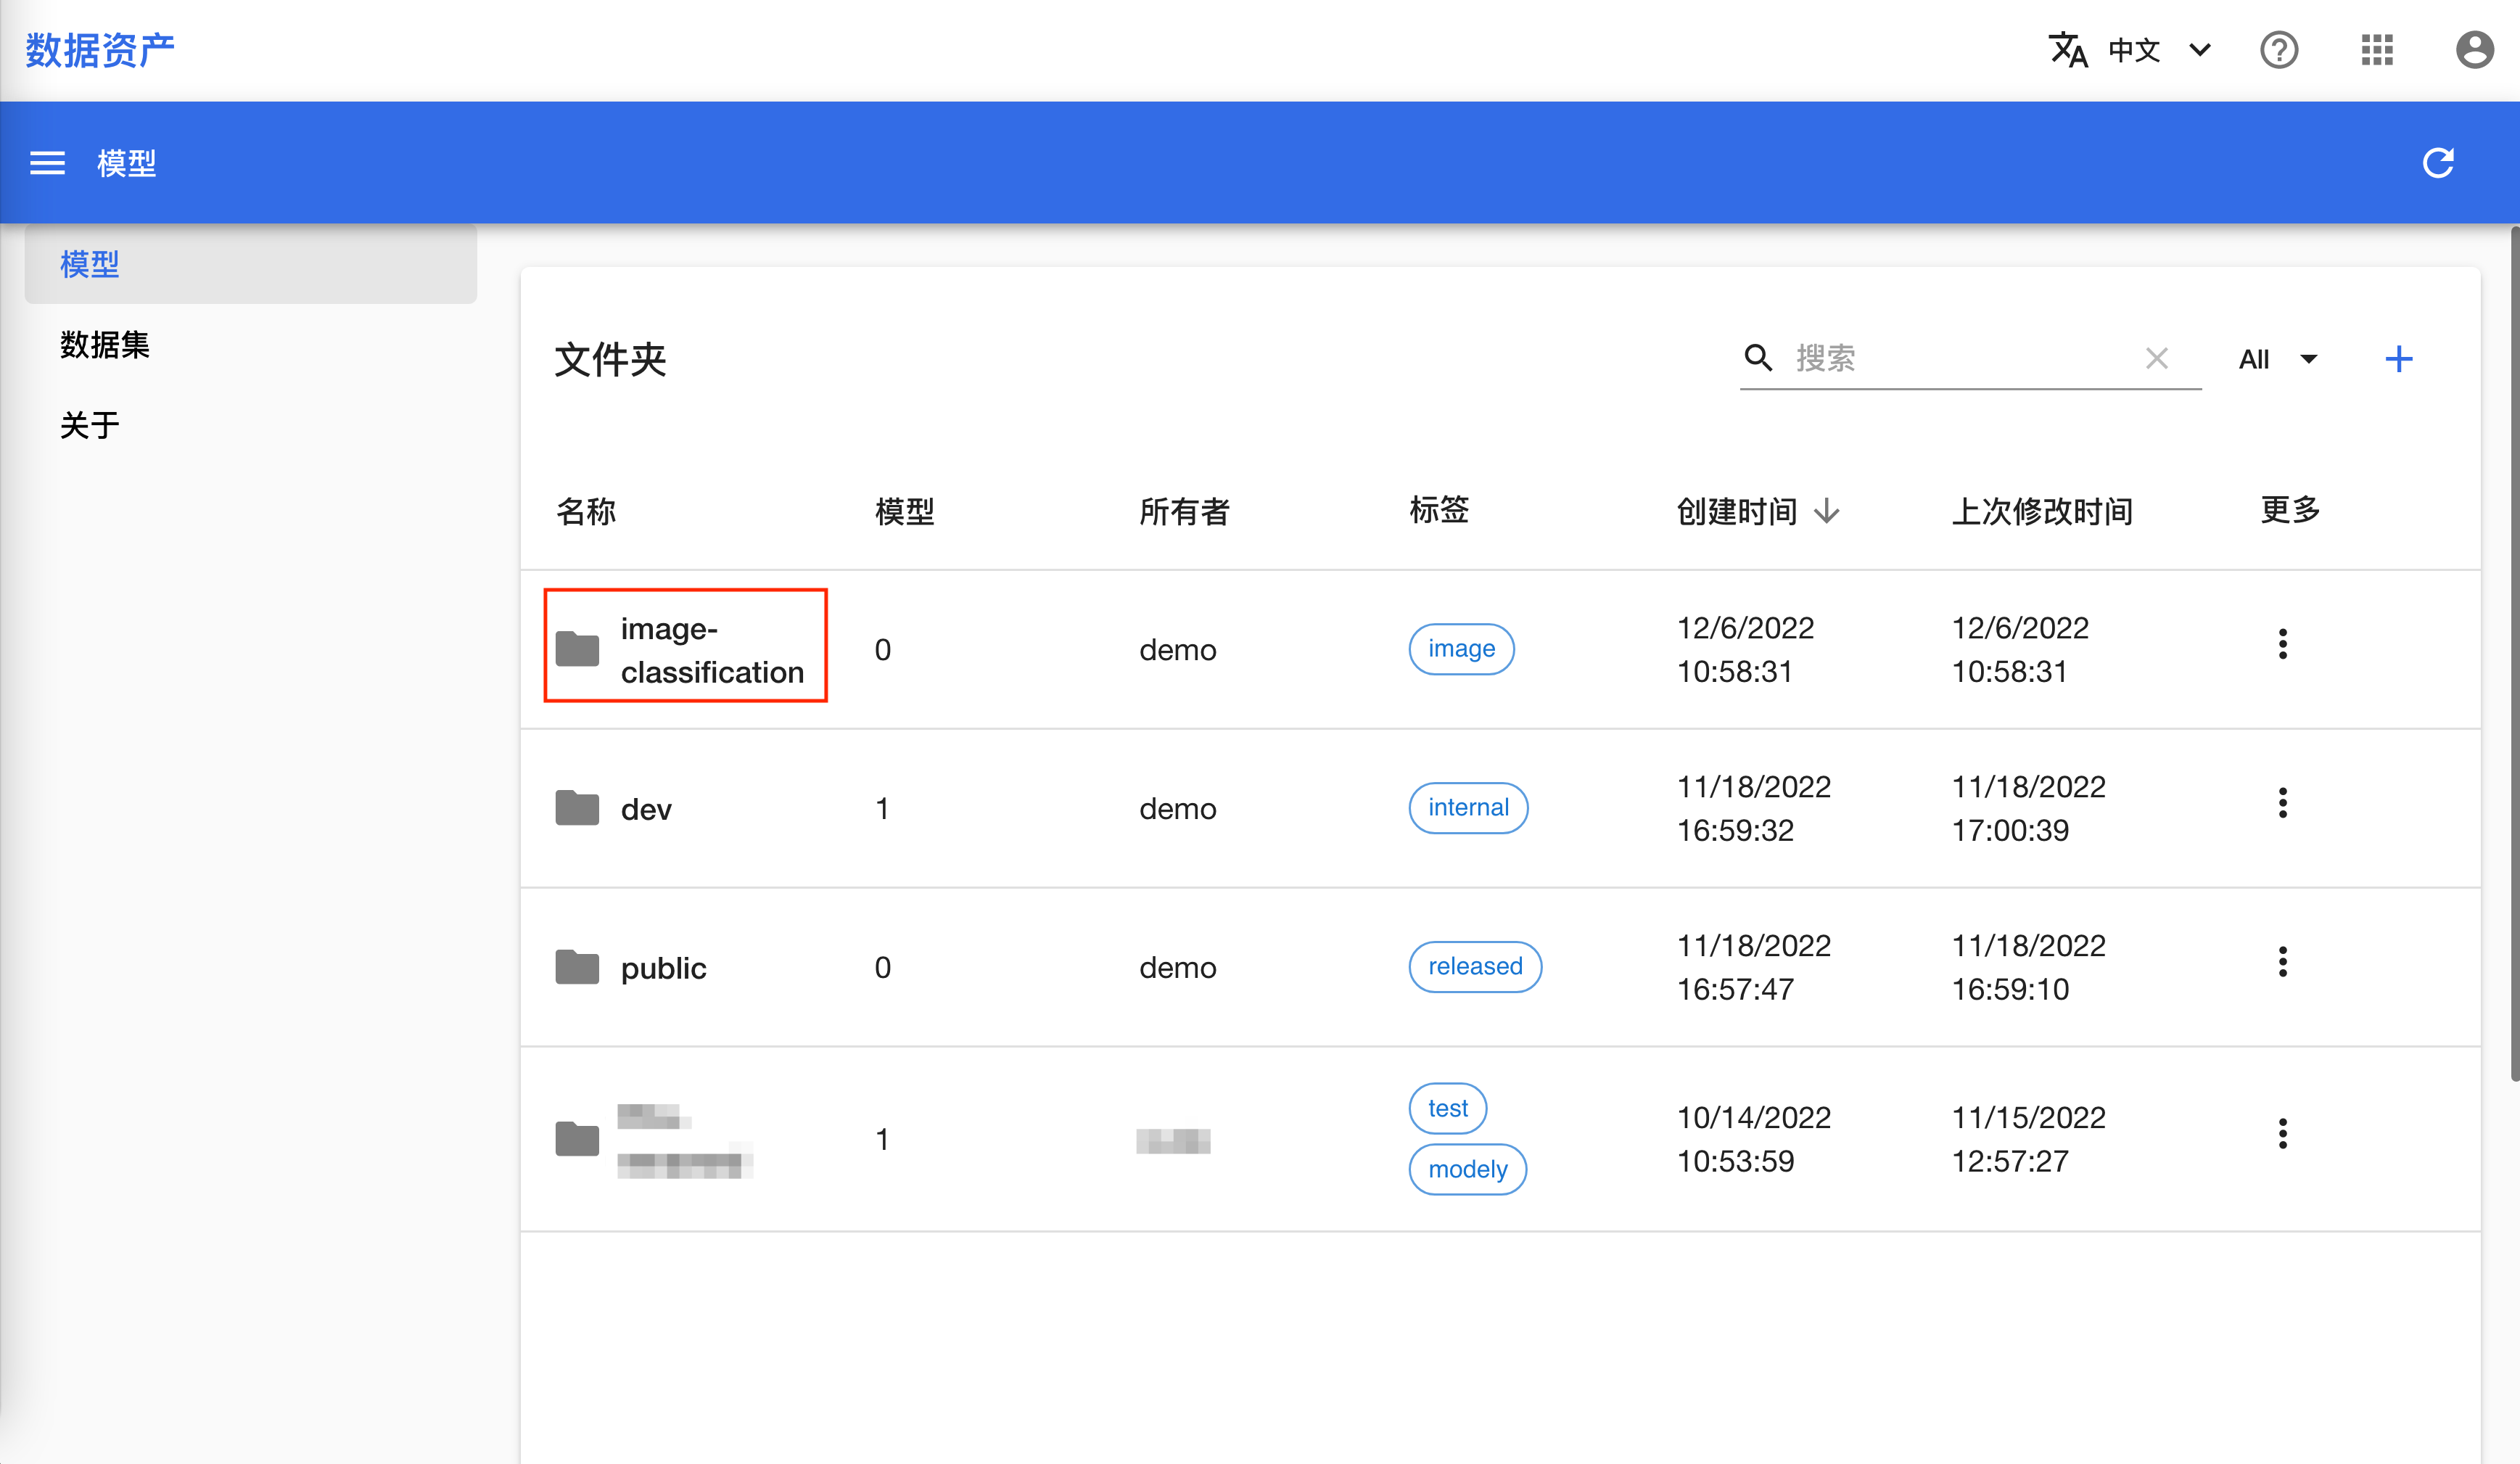 数据资产
中文
模型
模型
数据集
关于
文件夹
搜索
All
名称 模型 所有者 标签 创建时间 上次修改时间 更多
image-
classification
0
demo
image
12/6/2022
10:58:31
12/6/2022
10:58:31
dev
1
demo
internal
11/18/2022
16:59:32
11/18/2022
17:00:39
public
0
demo
released
11/18/2022
16:57:47
11/18/2022
16:59:10
1
test
modely
10/14/2022
10:53:59
11/15/2022
12:57:27